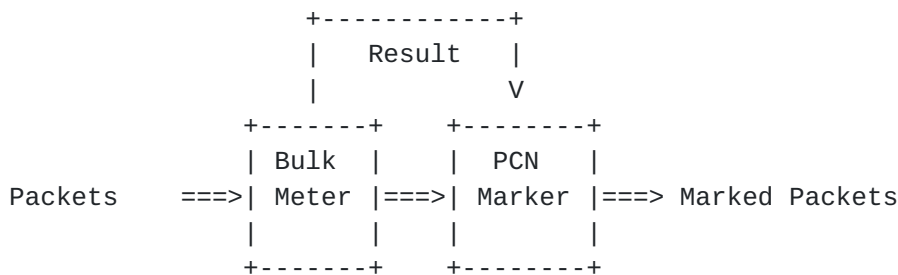 +------------+
|   Result   |
|            V
+-------+    +--------+
| Bulk  |    |  PCN   |
Packets     ===>| Meter |===>| Marker |===> Marked Packets
|       |    |        |
+-------+    +--------+